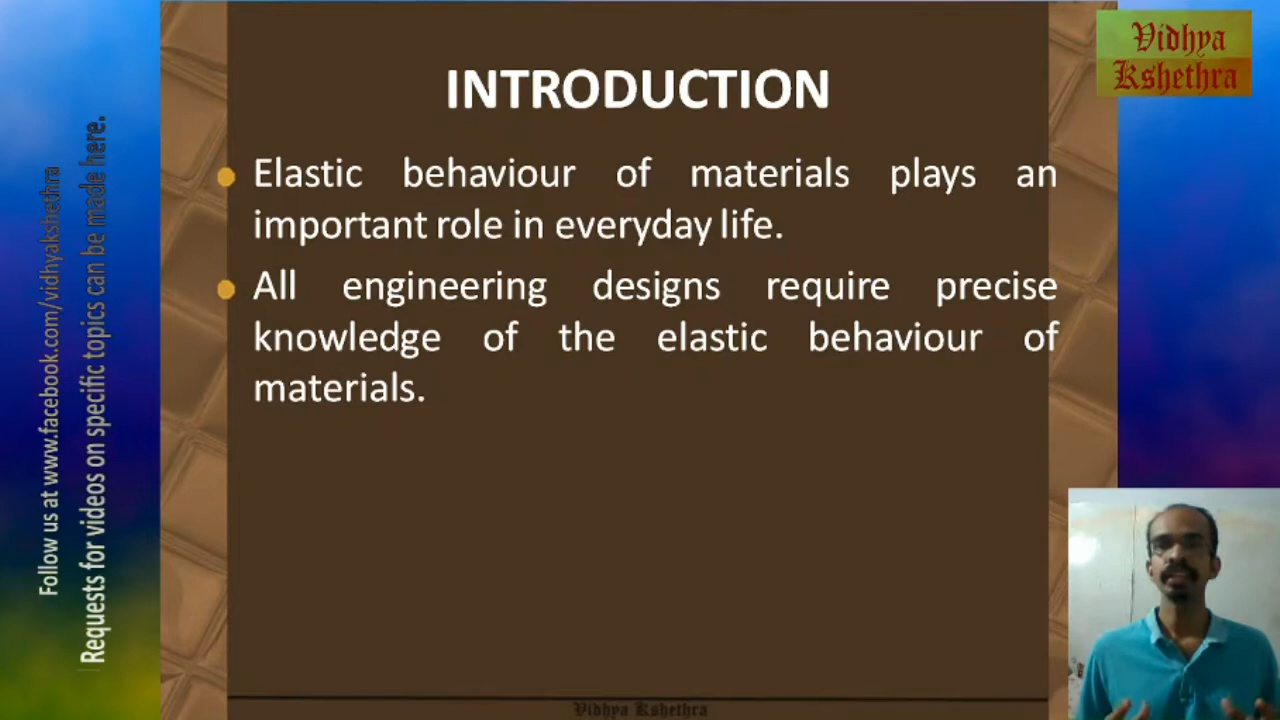 INTRODUCTION
Elastic behaviour of materials plays an
important role in everyday life.
All engineering designs require precise
knowledge of the elastic behaviour of
materials.
Vidhya
Kshethra
Follow us at www.facebook.com/vidhyakshethra
Requests for videos on specific topics can be made here.
Vidhya Kshethra